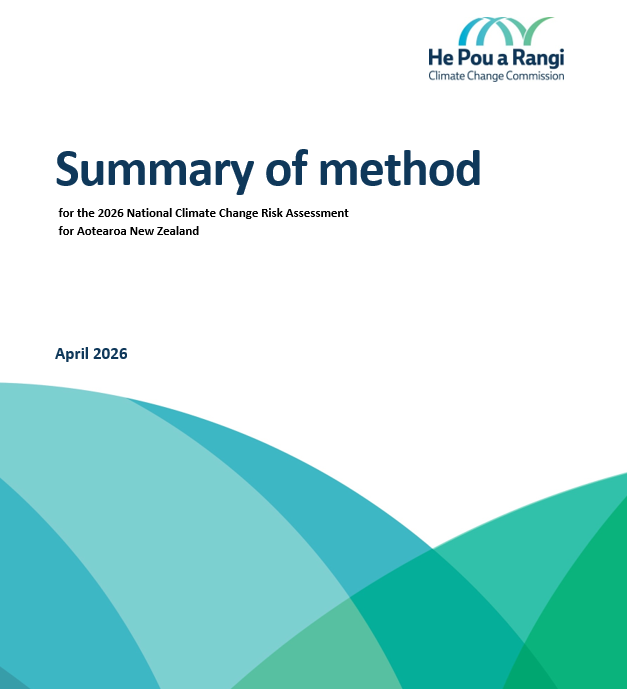 He Pou a Rangi
Climate Change Commission
Summary of method
for the 2026 National Climate Change Risk Assessment
for Aotearoa New Zealand
April 2026